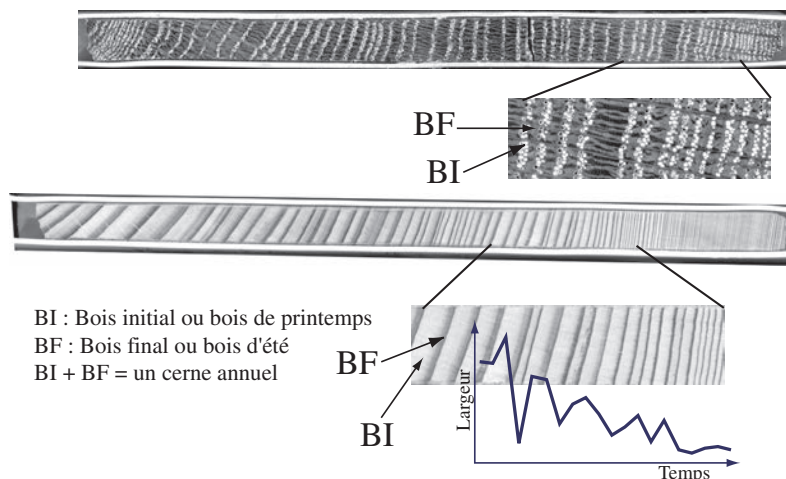 BF
BI
BI : Bois initial ou bois de printemps
BF : Bois final ou bois d'été
BI + BF = un cerne annuel
BF
BI
Largeur
Temps